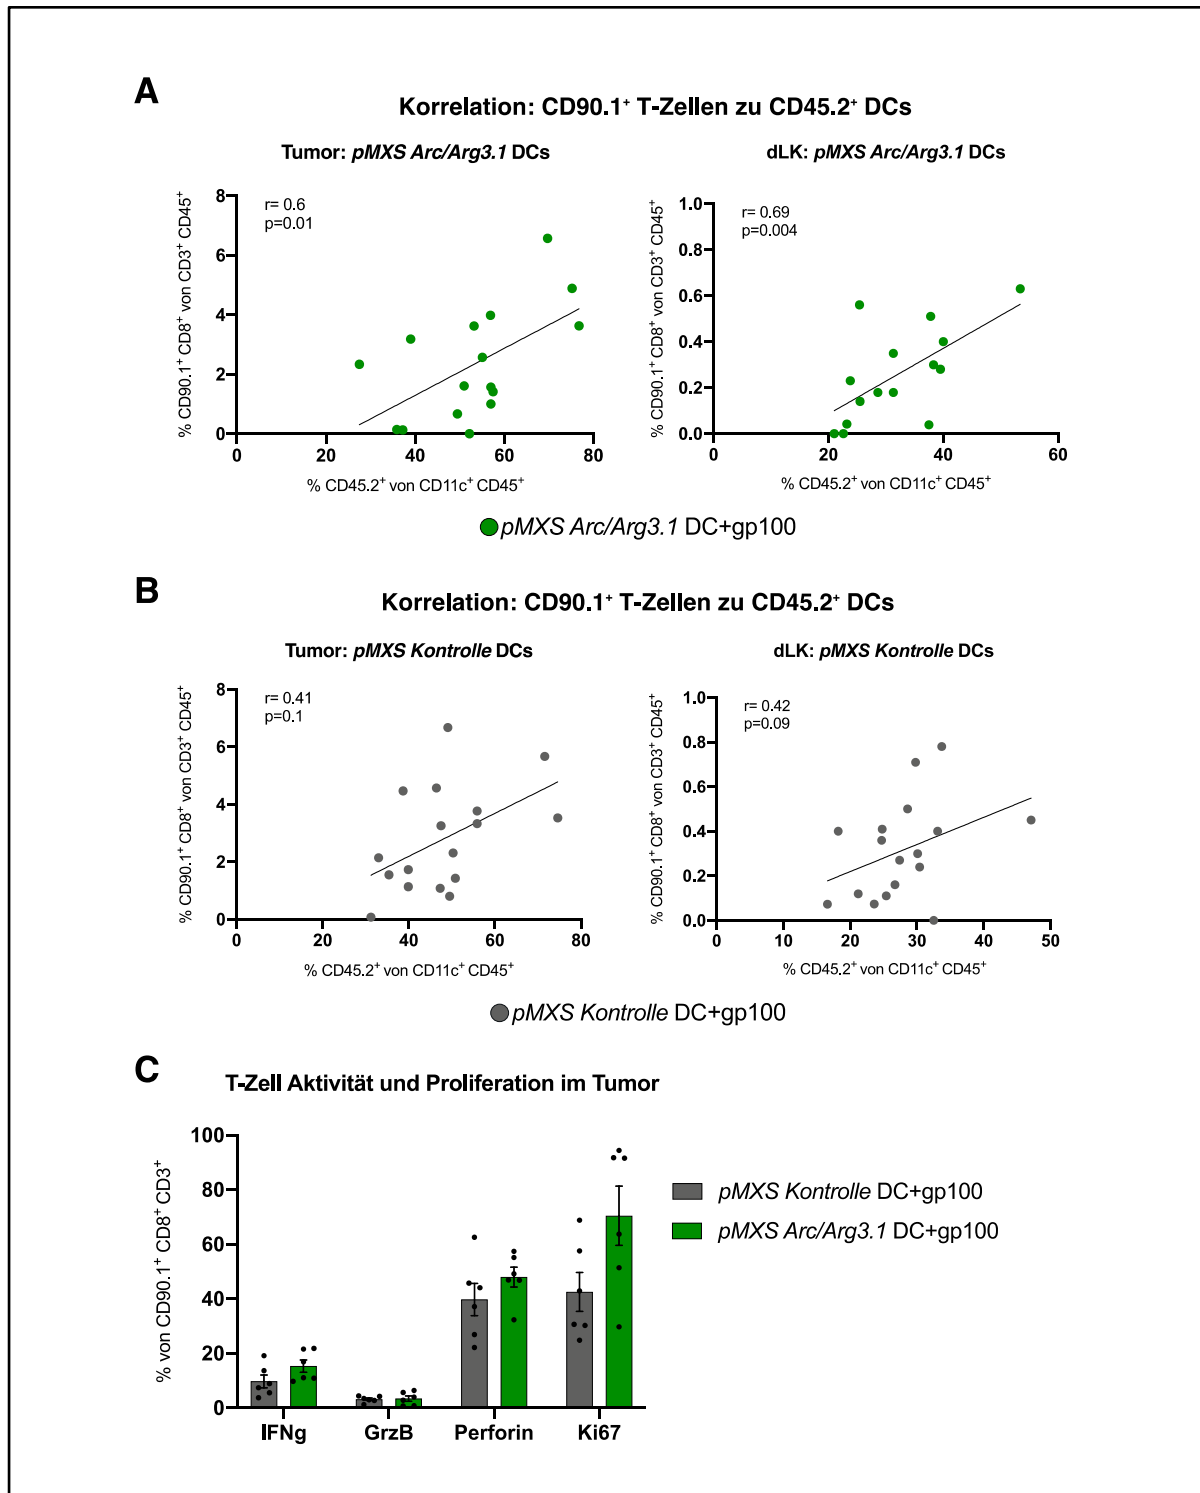 A
Korrelation: CD90.1⁺ T-Zellen zu CD45.2⁺ DCs
Tumor: pMXS Arc/Arg3.1 DCs
% CD90.1⁺ CD8⁺ von CD3⁺ CD45⁺
8
6
4
2
0
r= 0.6
p=0.01
0 20 40 60 80
% CD45.2⁺ von CD11c⁺ CD45⁺
dLK: pMXS Arc/Arg3.1 DCs
% CD90.1⁺ CD8⁺ von CD3⁺ CD45⁺
1.0
0.8
0.6
0.4
0.2
0.0
r= 0.69
p=0.004
0 20 40 60
% CD45.2⁺ von CD11c⁺ CD45⁺
pMXS Arc/Arg3.1 DC+gp100
B
Korrelation: CD90.1⁺ T-Zellen zu CD45.2⁺ DCs
Tumor: pMXS Kontrolle DCs
% CD90.1⁺ CD8⁺ von CD3⁺ CD45⁺
8
6
4
2
0
r= 0.41
p=0.1
0 20 40 60 80
% CD45.2⁺ von CD11c⁺ CD45⁺
dLK: pMXS Kontrolle DCs
% CD90.1⁺ CD8⁺ von CD3⁺ CD45⁺
1.0
0.8
0.6
0.4
0.2
0.0
r= 0.42
p=0.09
0 10 20 30 40 50
% CD45.2⁺ von CD11c⁺ CD45⁺
pMXS Kontrolle DC+gp100
C
T-Zell Aktivität und Proliferation im Tumor
% von CD90.1⁺ CD8⁺ CD3⁺
100
80
60
40
20
0
IFNg GrzB Perforin Ki67
pMXS Kontrolle DC+gp100
pMXS Arc/Arg3.1 DC+gp100